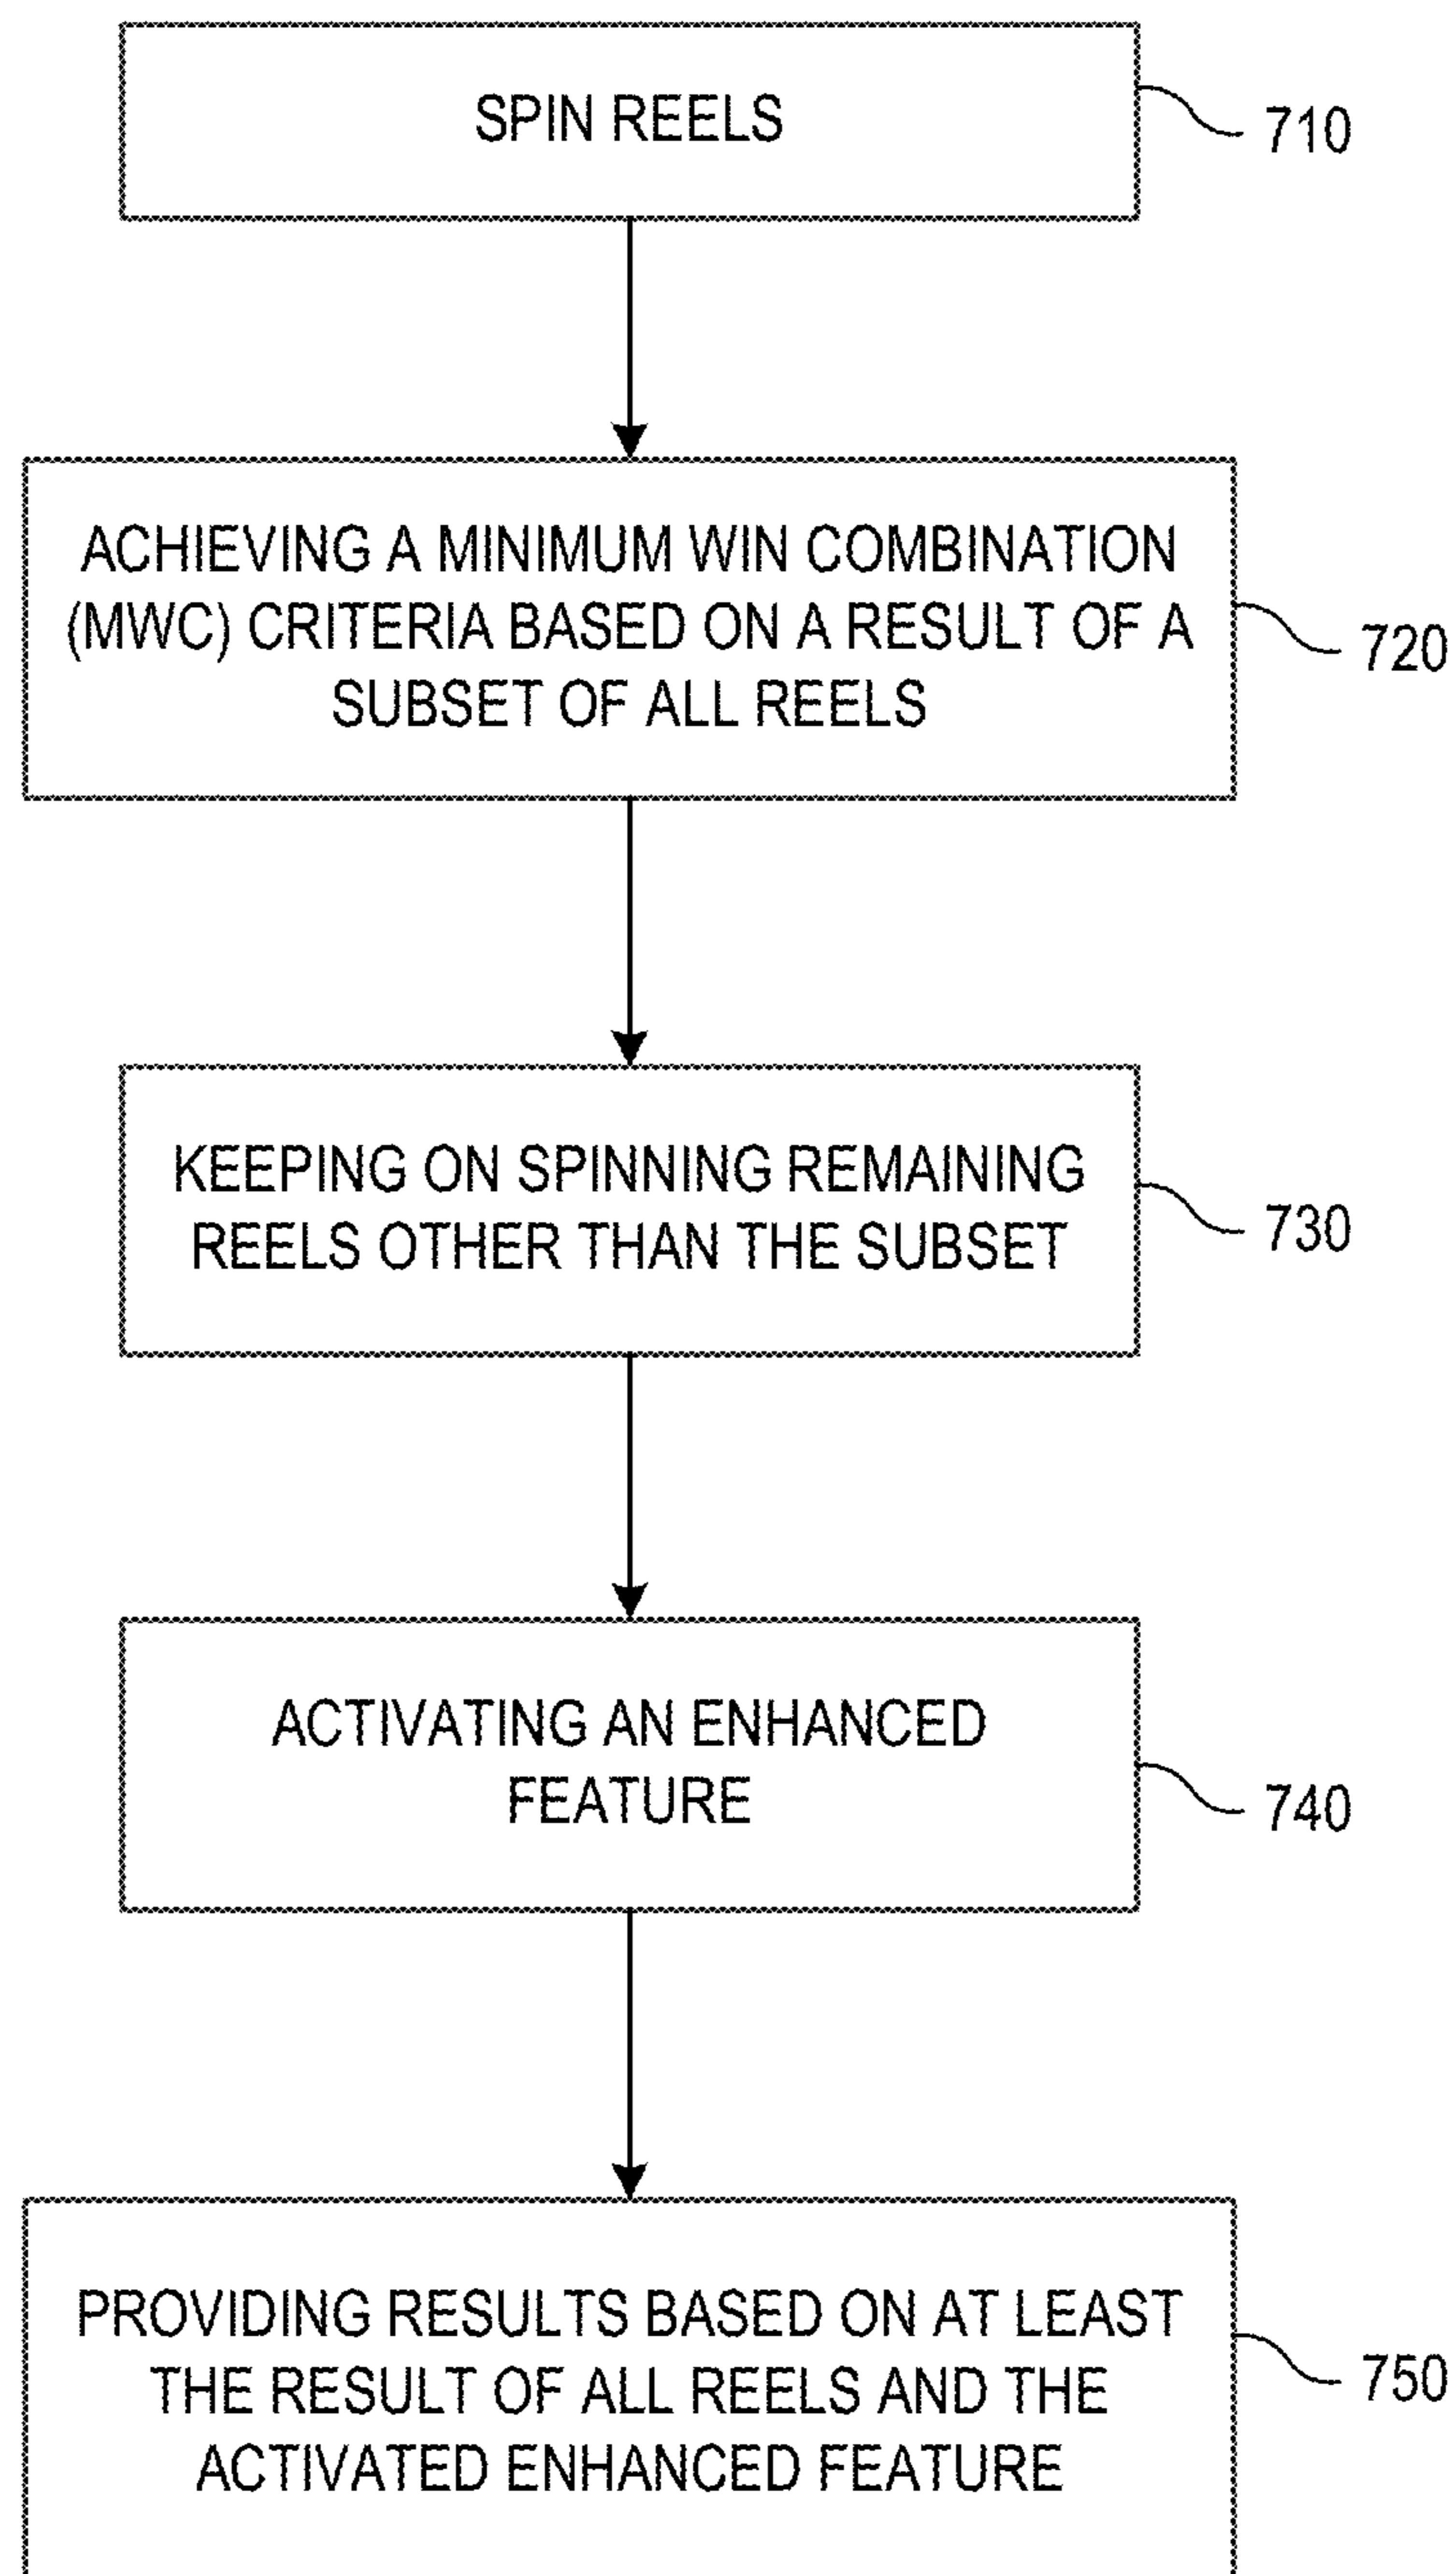 SPIN REELS
710
ACHIEVING A MINIMUM WIN COMBINATION
(MWC) CRITERIA BASED ON A RESULT OF A
SUBSET OF ALL REELS
720
KEEPING ON SPINNING REMAINING
REELS OTHER THAN THE SUBSET
730
ACTIVATING AN ENHANCED
FEATURE
740
PROVIDING RESULTS BASED ON AT LEAST
THE RESULT OF ALL REELS AND THE
ACTIVATED ENHANCED FEATURE
750